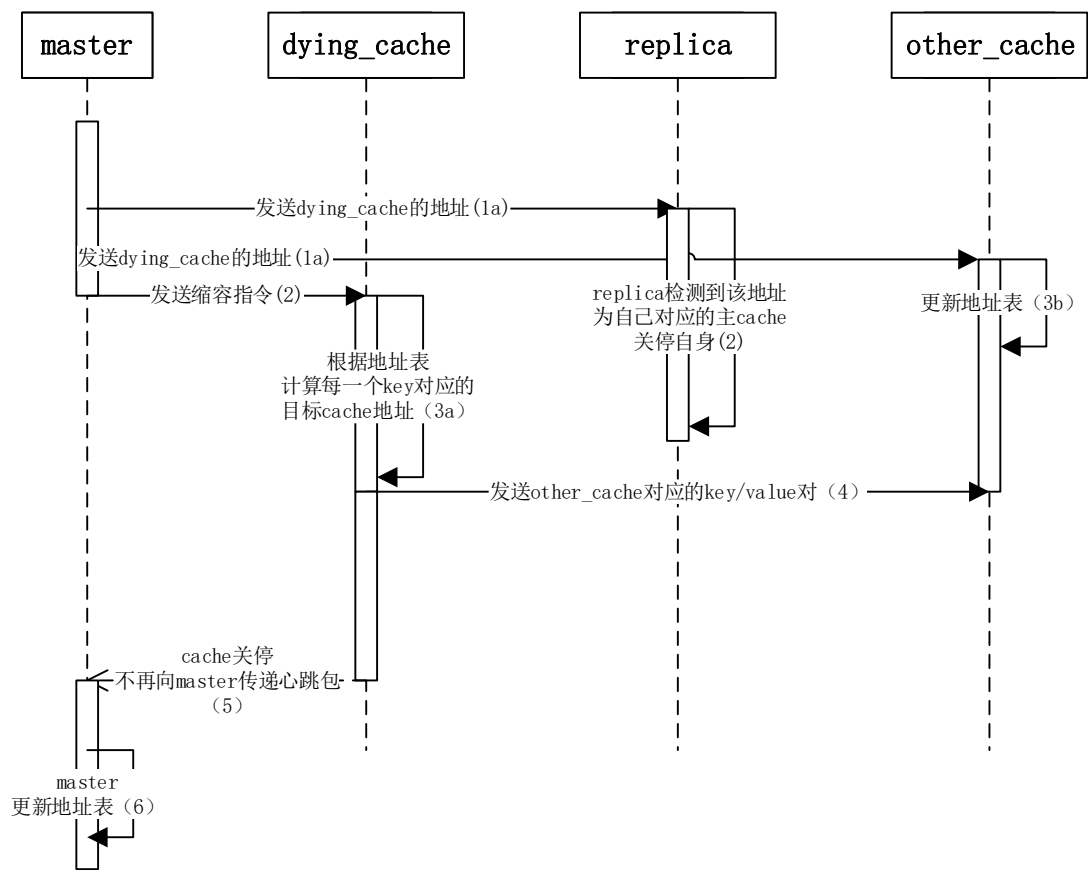 master
dying_cache
replica
other_cache
发送dying_cache的地址(1a)
发送dying_cache的地址(1a)
发送缩容指令(2)
replica检测到该地址
为自己对应的主cache
关停自身(2)
更新地址表（3b）
根据地址表
计算每一个key对应的
目标cache地址（3a）
发送other_cache对应的key/value对（4）
cache关停
不再向master传递心跳包
（5）
master
更新地址表（6）